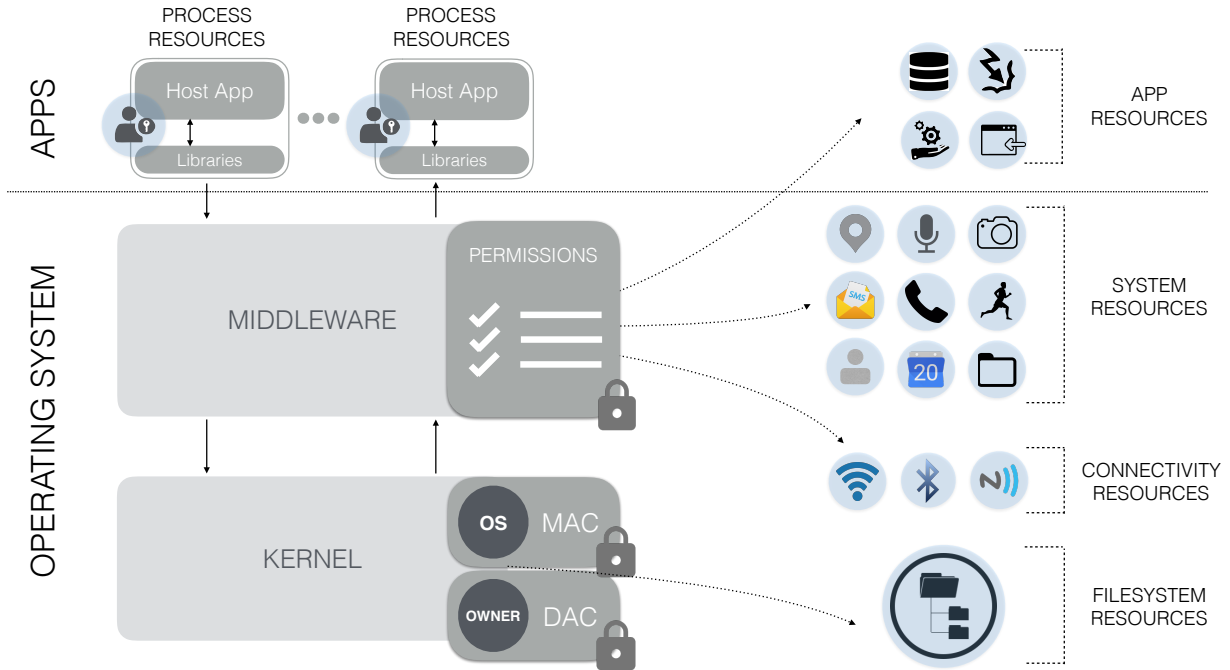 PROCESS
RESOURCES
PROCESS
RESOURCES
APPS
Host App
Libraries
Host App
Libraries
APP
RESOURCES
OPERATING SYSTEM
MIDDLEWARE
PERMISSIONS
SMS
20
SYSTEM
RESOURCES
CONNECTIVITY
RESOURCES
KERNEL
OS
MAC
OWNER
DAC
FILESYSTEM
RESOURCES